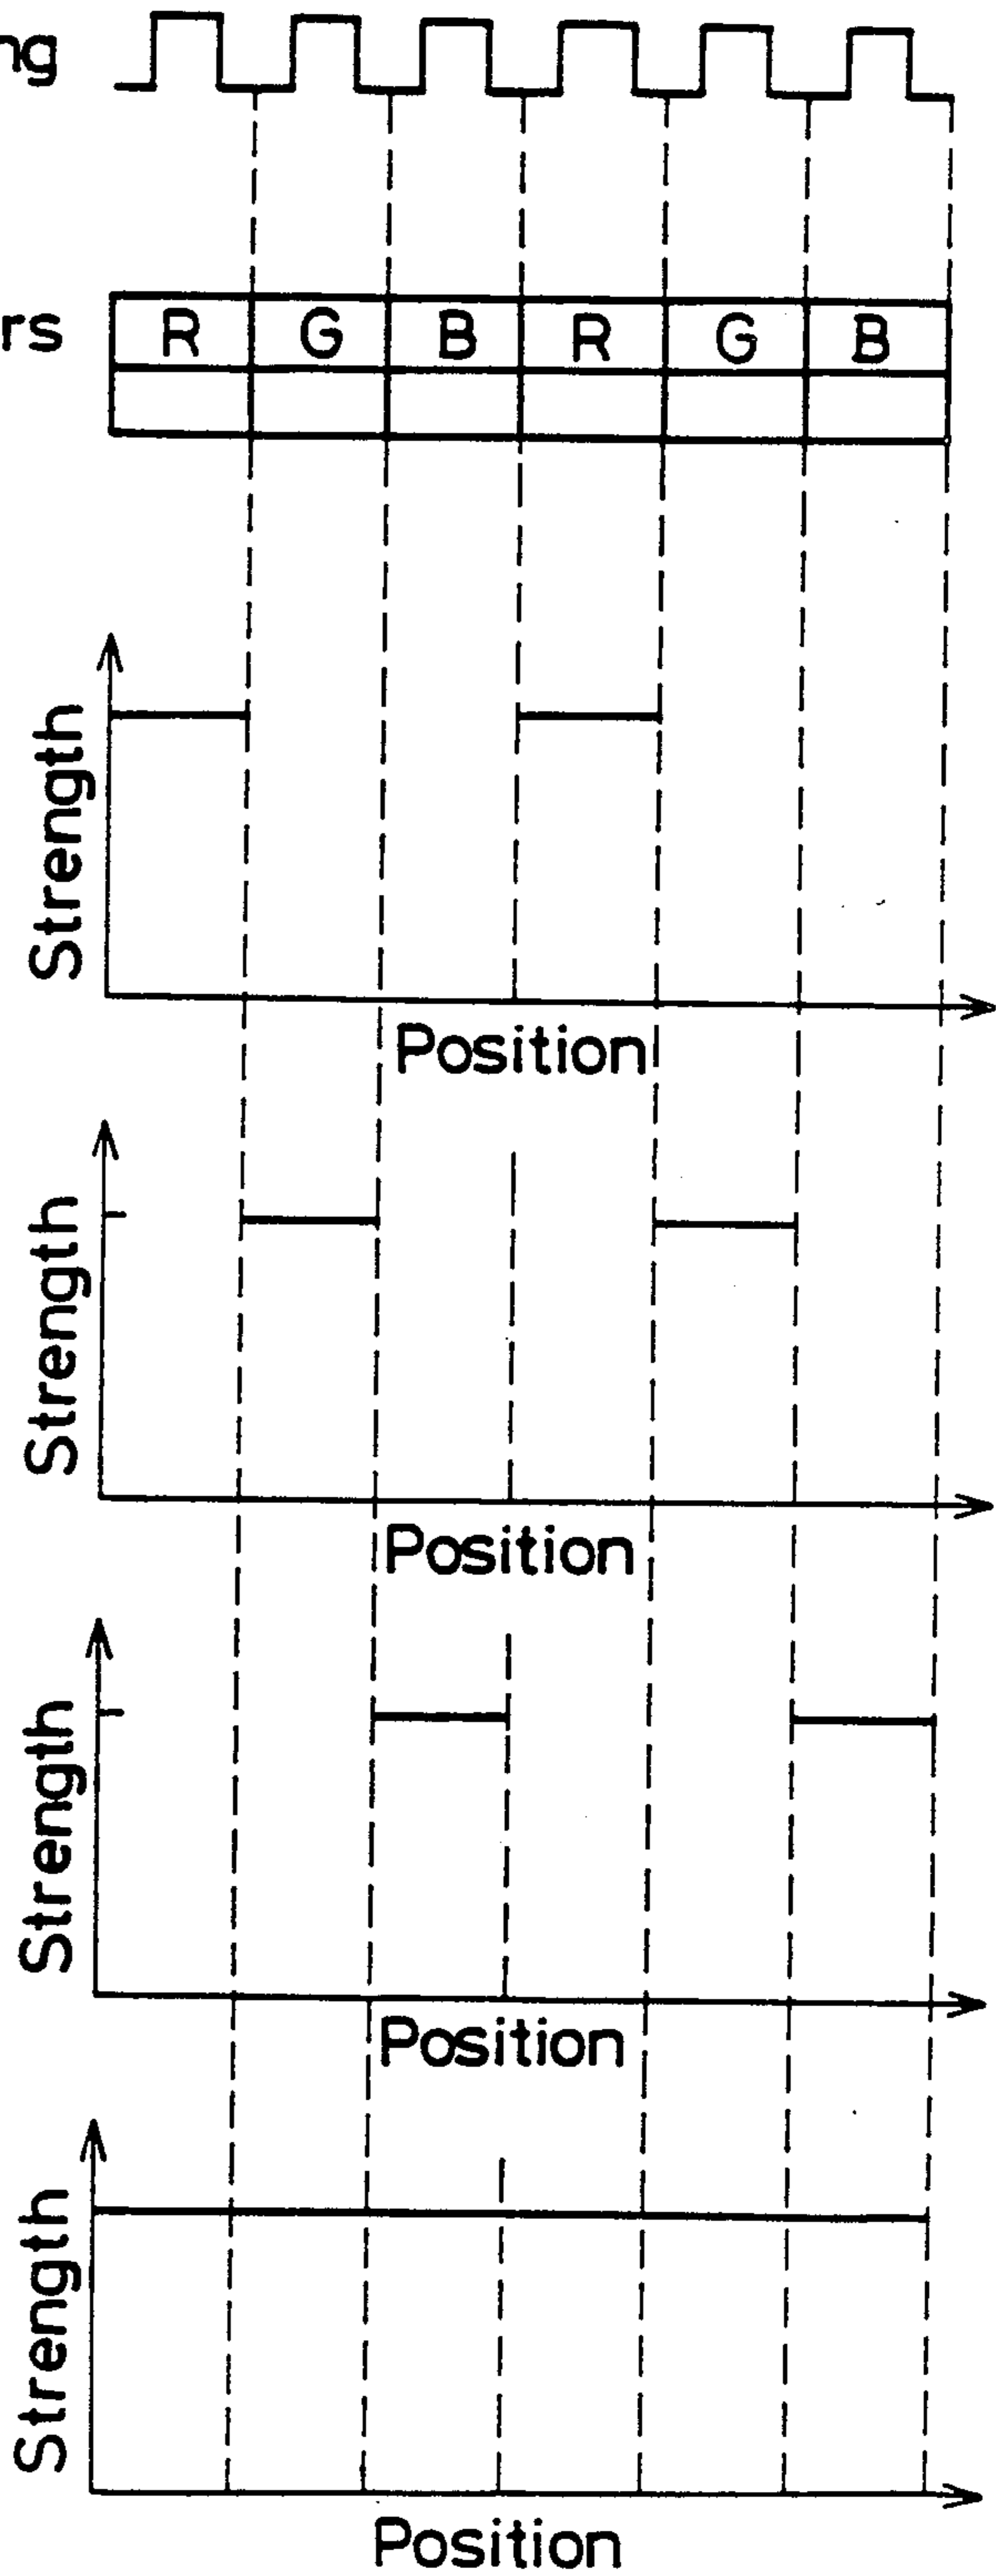 ng
rs R G B R G B
Strength
Position
Strength
Position
Strength
Position
Strength
Position